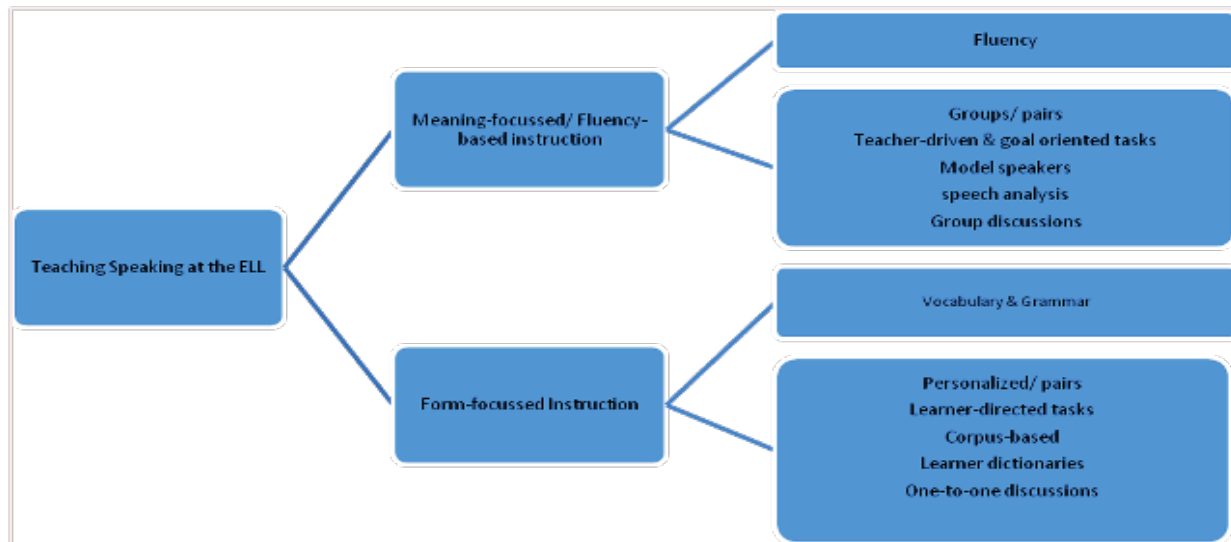 Teaching Speaking at the ELL
Meaning-focussed/ Fluency-
based instruction
Fluency
Groups/ pairs
Teacher-driven & goal oriented tasks
Model speakers
speech analysis
Group discussions
Form-focussed Instruction
Vocabulary & Grammar
Personalized/ pairs
Learner-directed tasks
Corpus-based
Learner dictionaries
One-to-one discussions